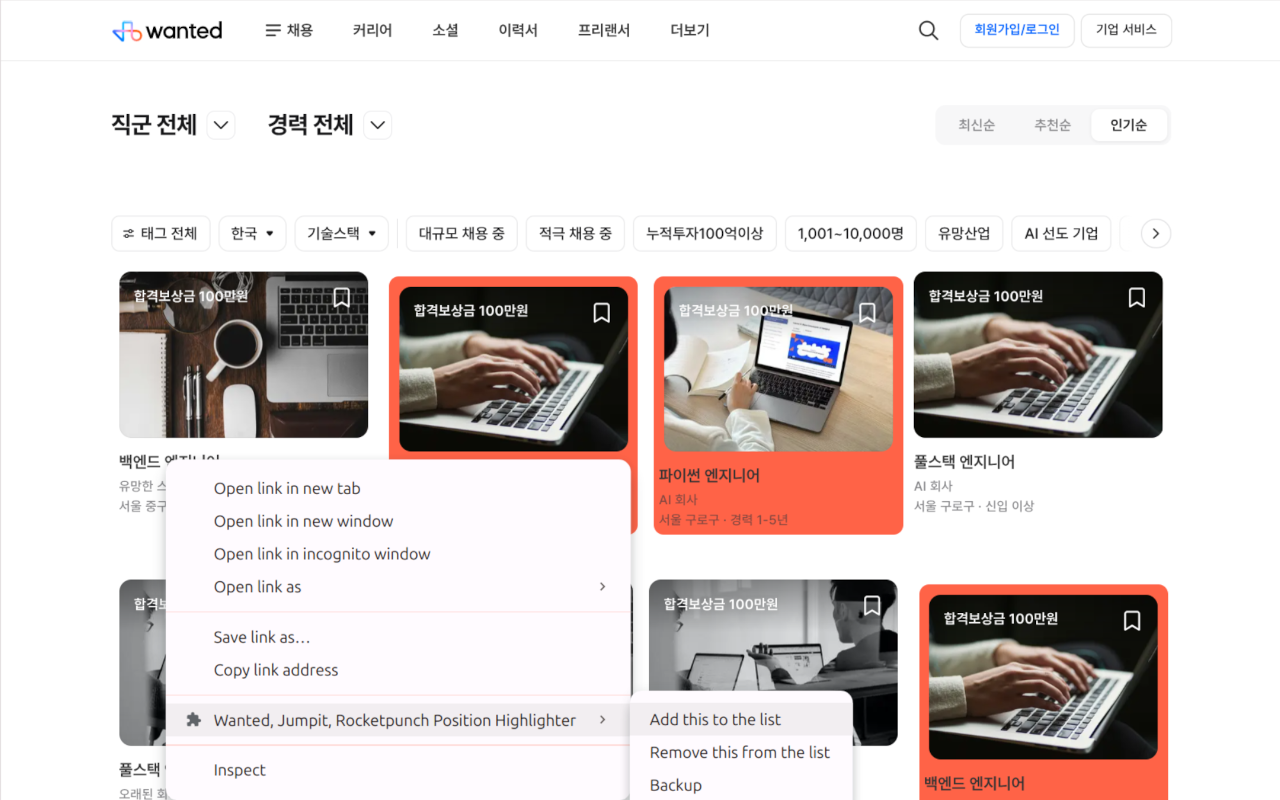 wanted
채용
커리어
소셜
이력서
프리랜서
더보기
회원가입/로그인
기업 서비스
직군 전체
경력 전체
최신순
추천순
인기순
태그 전체
한국
기술스택
대규모 채용 중
적극 채용 중
누적투자100억이상
1,001~10,000명
유망산업
AI 선도 기업
합격보상금 100만원
합격보상금 100만원
합격보상금 100만원
합격보상금 100만원
백엔드 엔지니어
유망한
서울 중구
파이썬 엔지니어
AI 회사
서울 구로구 · 경력 1-5년
풀스택 엔지니어
AI 회사
서울 구로구 · 신입 이상
Open link in new tab
Open link in new window
Open link in incognito window
Open link as
Save link as…
Copy link address
Wanted, Jumpit, Rocketpunch Position Highlighter
Inspect
Add this to the list
Remove this from the list
Backup
합격보상금 100만원
합격보상금 100만원
풀스택
오래된
백엔드 엔지니어